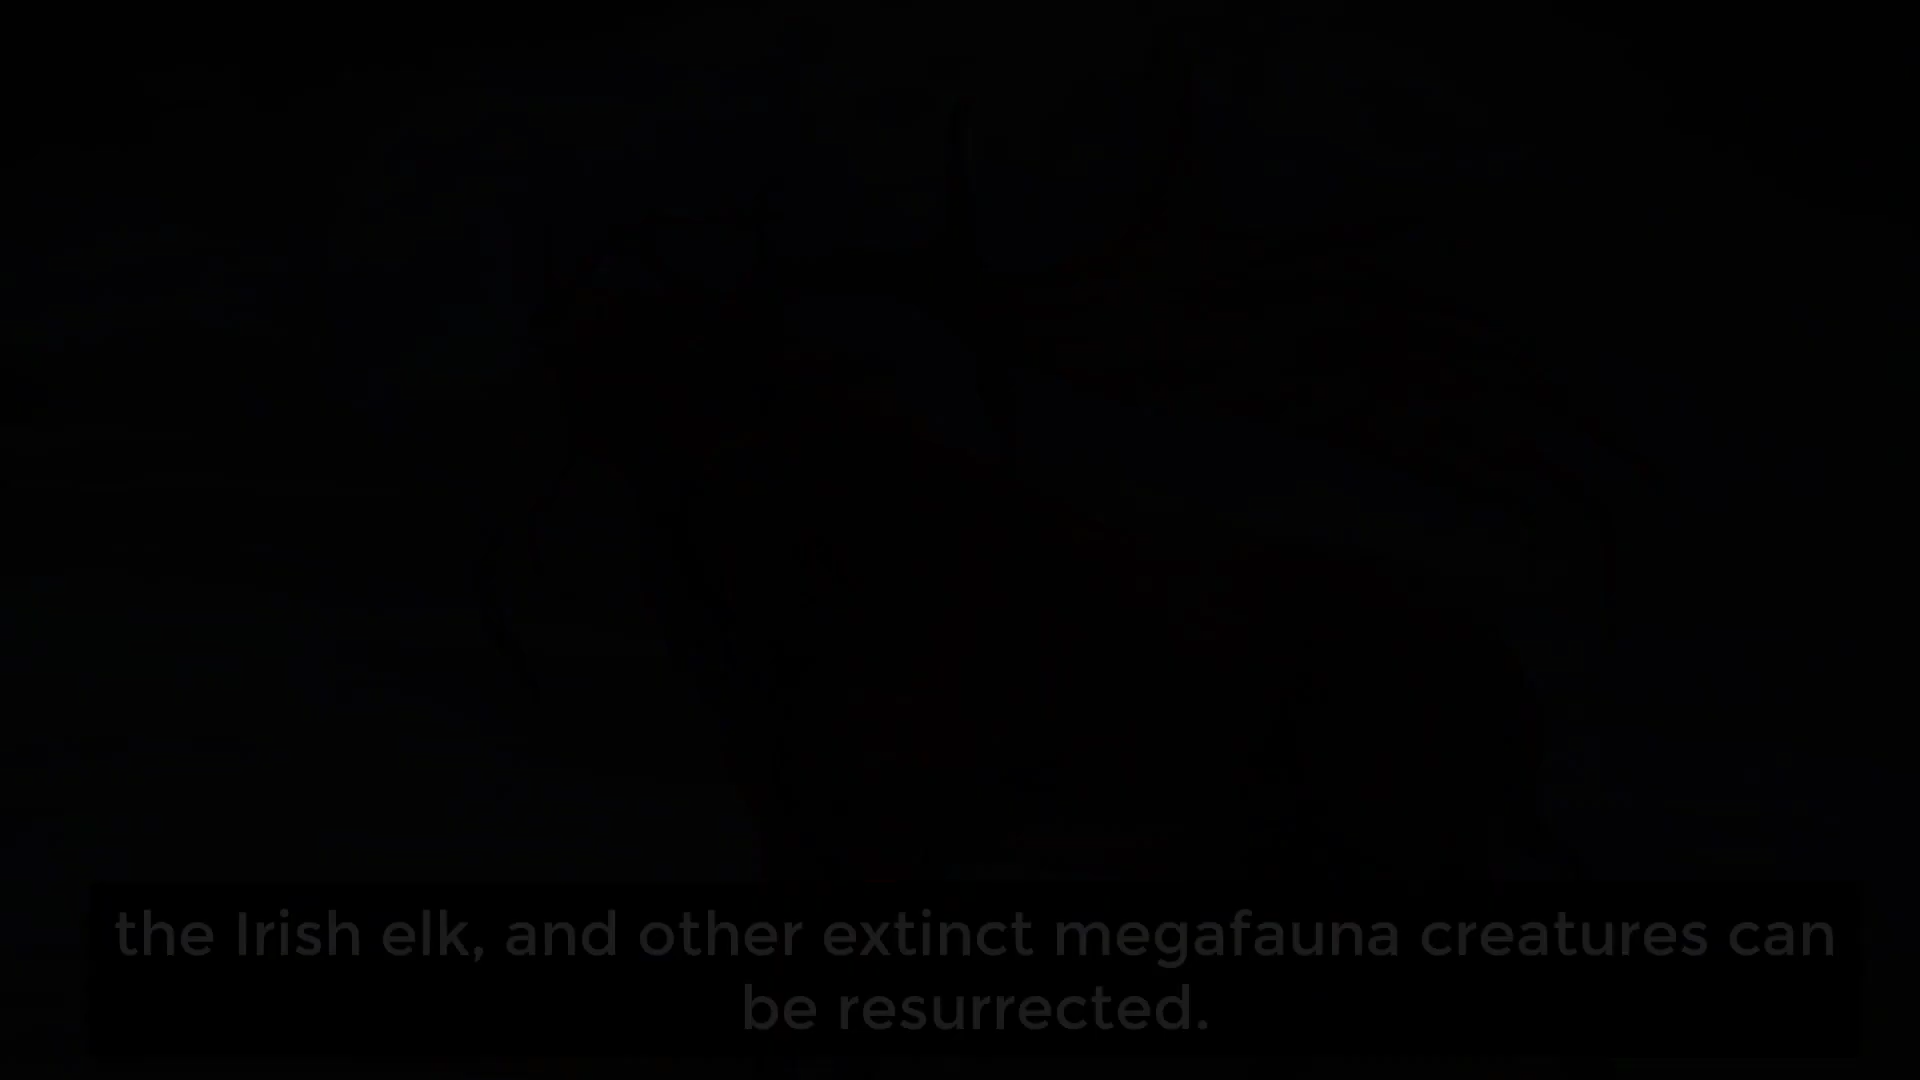 the Irish elk, and other extinct megafauna creatures can
be resurrected.